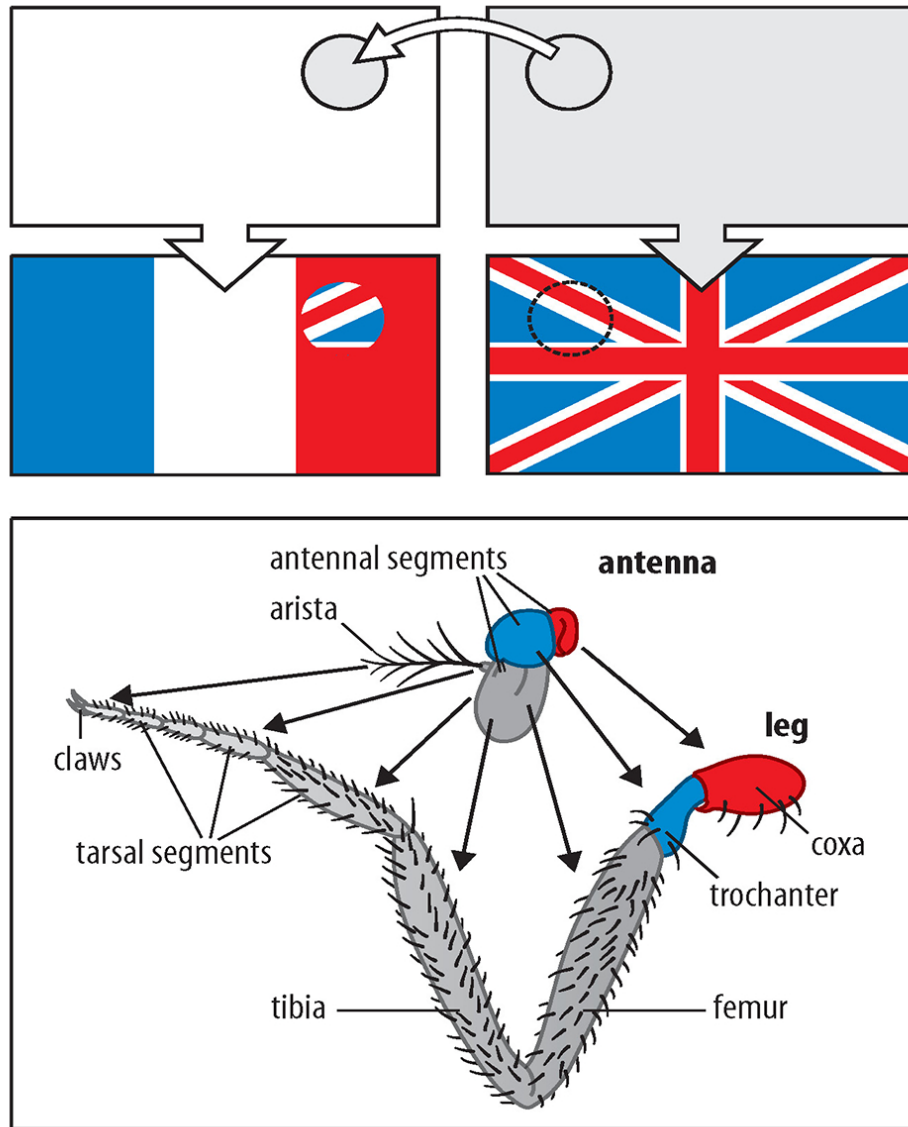 antennal segments
antenna
arista
leg
claws
coxa
tarsal segments
trochanter
tibia
femur